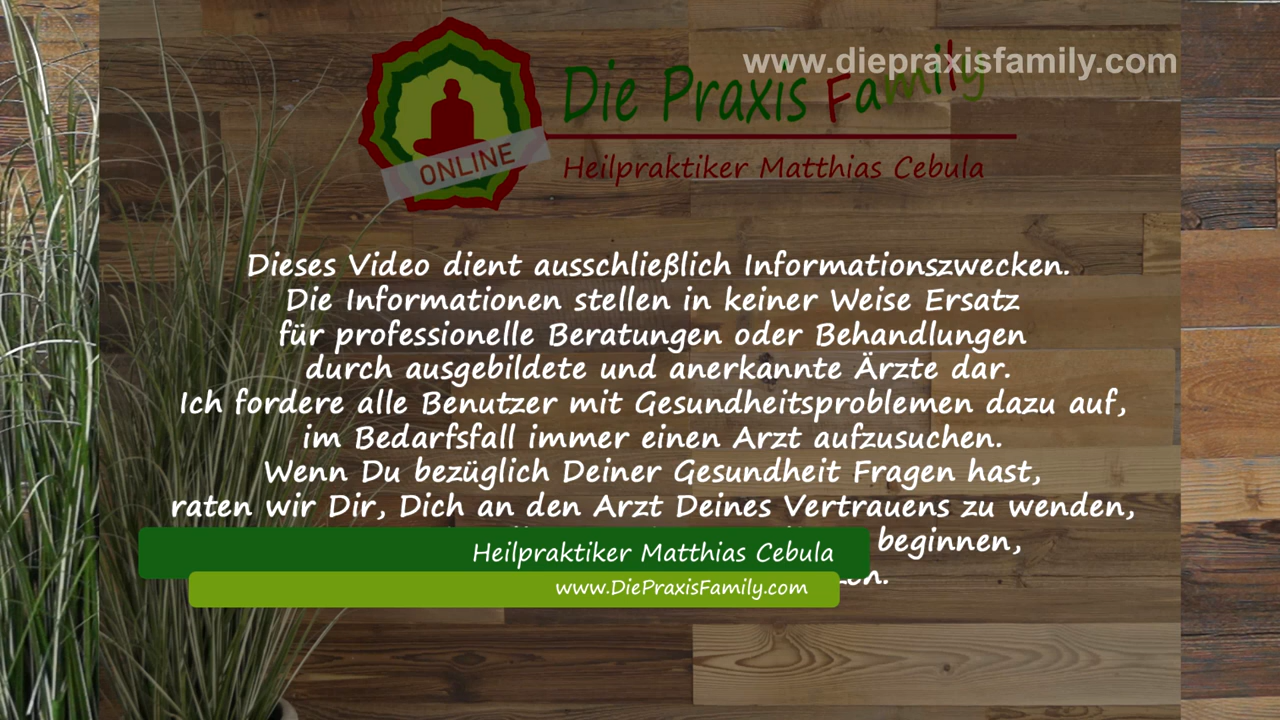 www.diepraxisfamily.com
Die Praxis Family
ONLINE
Heilpraktiker Matthias Cebula
Dieses Video dient ausschließlich Informationszwecken.
Die Informationen stellen in keiner Weise Ersatz
für professionelle Beratungen oder Behandlungen
durch ausgebildete und anerkannte Ärzte dar.
Ich fordere alle Benutzer mit Gesundheitsproblemen dazu auf,
im Bedarfsfall immer einen Arzt aufzusuchen.
Wenn Du bezüglich Deiner Gesundheit Fragen hast,
raten wir Dir, Dich an den Arzt Deines Vertrauens zu wenden,
beginnen,
Heilpraktiker Matthias Cebula
www.DiePraxisFamily.com